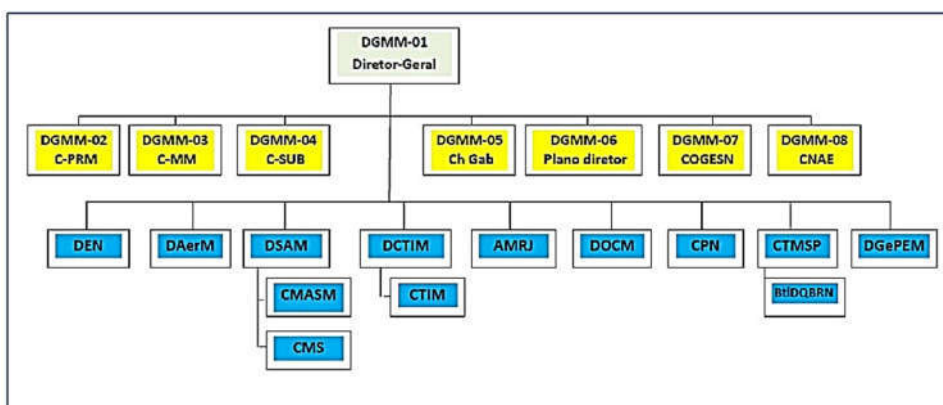 DGMM-01
Diretor-Geral
DGMM-02
C-PRM
DGMM-03
C-MM
DGMM-04
C-SUB
DGMM-05
Ch Gab
DGMM-06
Plano diretor
DGMM-07
COGESN
DGMM-08
CNAE
DEN
DAerM
DSAM
DCTIM
AMRJ
DOCM
CPN
CTMSP
DGePEM
CMASM
CTIM
BtlDQBRN
CMS